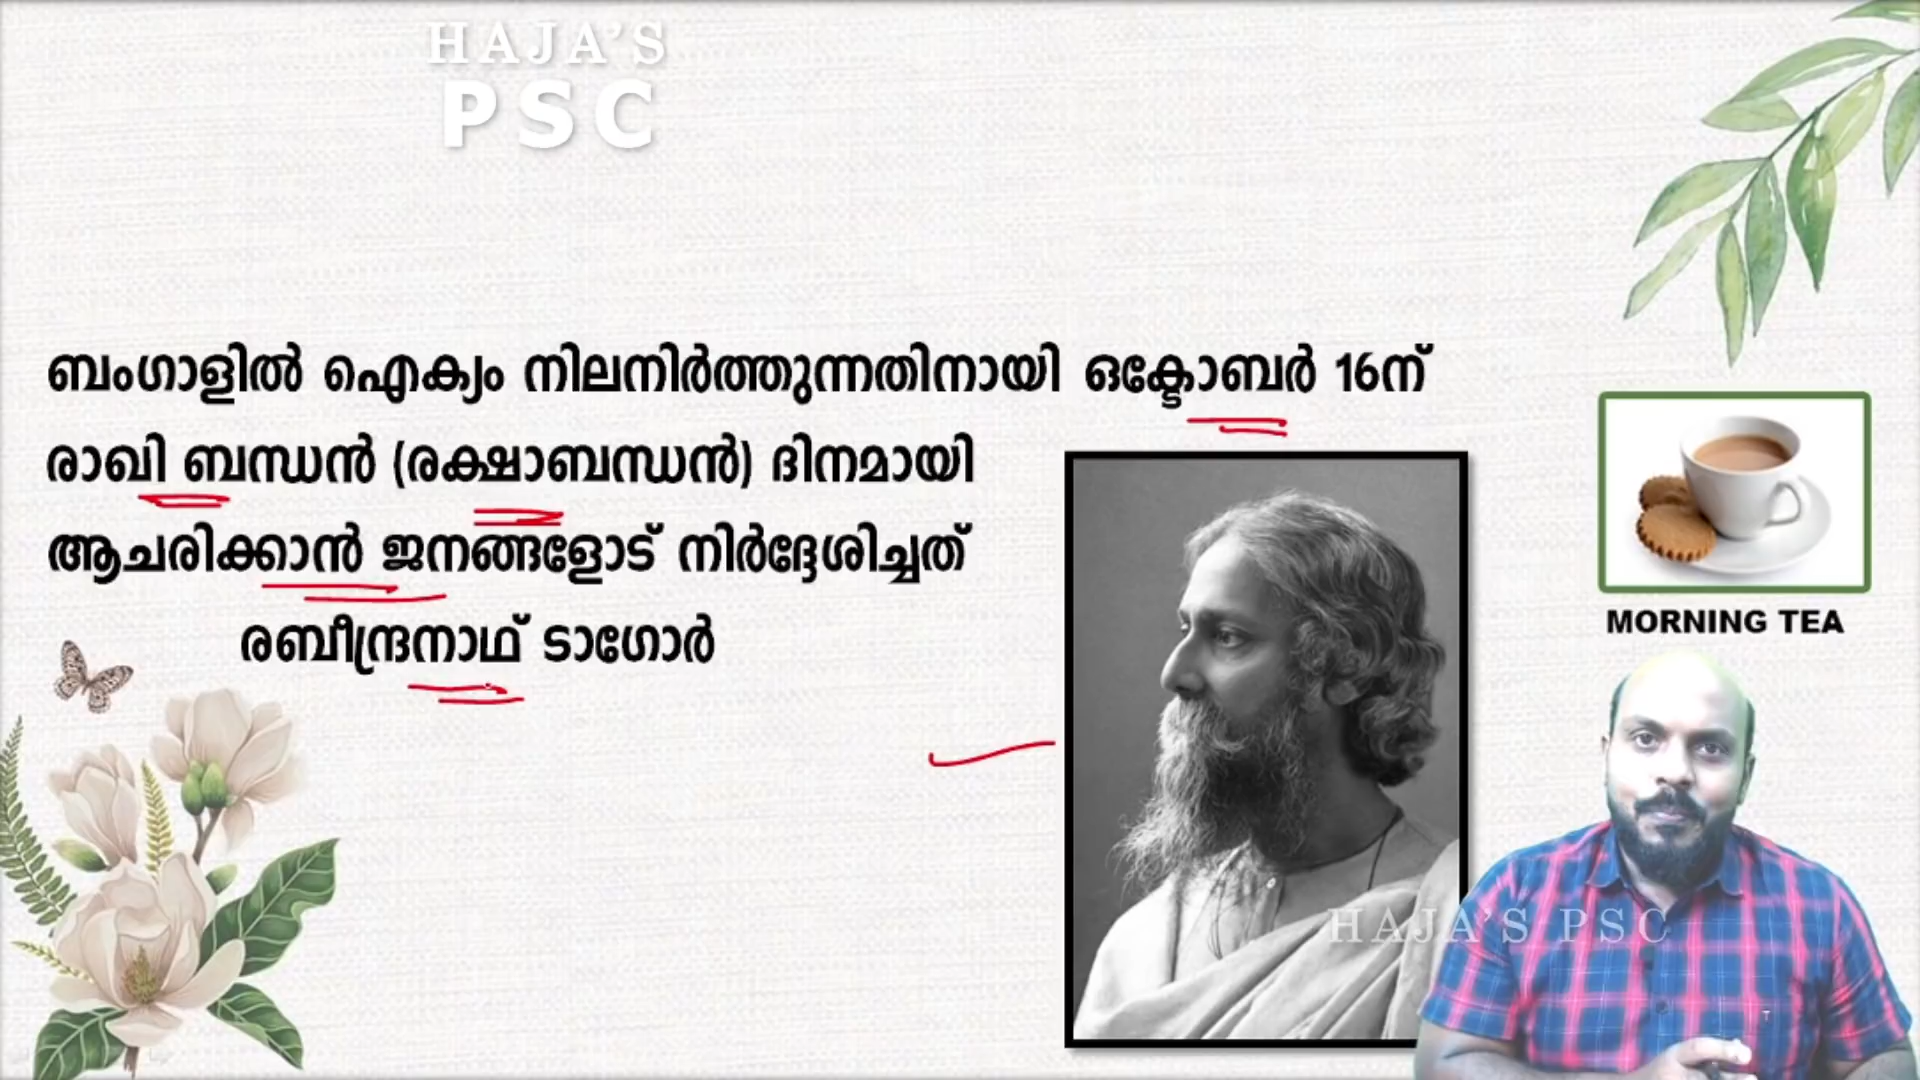 HAJA'S
PSC
ബംഗാളിൽ ഐക്യം നിലനിർത്തുന്നതിനായി ഒക്ടോബർ 16ന്
രാഖി ബന്ധൻ (രക്ഷാബന്ധൻ) ദിനമായി
ആചരിക്കാൻ ജനങ്ങളോട് നിർദ്ദേശിച്ചത്
രബീന്ദ്രനാഥ് ടാഗോർ
MORNING TEA
HAJA'S PSC